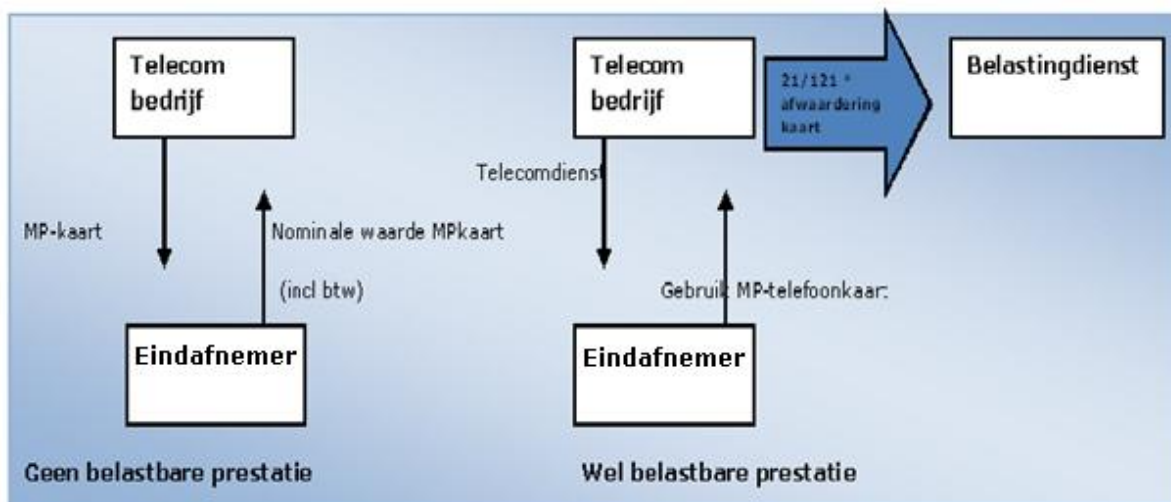 Telecom
bedrijf
MP-kaart
Nominale waarde MPkaart
(incl btw)
Eindafnemer
Geen belastbare prestatie
Telecom
bedrijf
21/121 *
afwaardering
kaart
Belastingdienst
Telecomdienst
Gebruik MP-telefoonkaar:
Eindafnemer
Wel belastbare prestatie